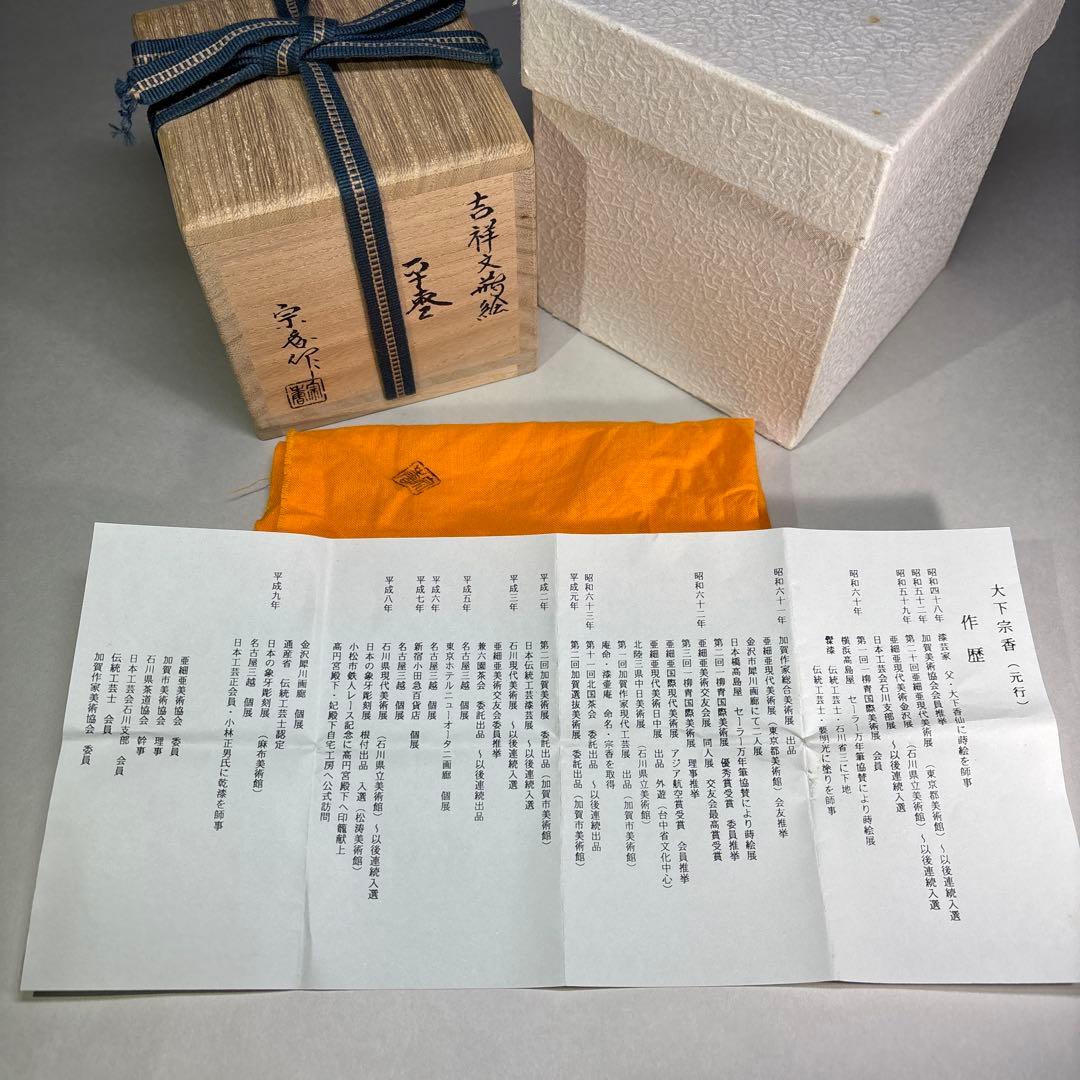 吉祥文蒔絵
平棗
宗香作
大下宗香（元行）
作歴
昭和四十八年 漆芸家 父・大下香仙に蒔絵を師事
昭和五十二年 加賀美術協会会員推挙 〜以後連続入選
第二十回亜細亜現代美術展 （東京都美術館）
昭和五十九年 亜細亜現代美術金沢展 （石川県立美術館）〜以後連続入選
日本工芸会石川支部展 〜以後連続入選
第一回一柳青国際美術展 会員
昭和六十年 横浜高島屋 セーラー万年筆協賛により蒔絵展
伝統工芸士・石川省三に下地
伝統工芸士・要明光に塗りを師事
昭和六十一年 加賀作家総合美術展 出品
亜細亜現代美術展（東京都美術館）会友推挙
金沢市犀川画廊にて二人展
日本橋高島屋 セーラー万年筆協賛により蒔絵展
第二回一柳青国際美術展 優秀賞受賞 委員推挙
昭和六十二年 亜細亜美術交友会展 同人展 交友会最高賞受賞
第三回一柳青国際美術展 理事推挙
亜細亜国際現代美術展 アジア航空賞受賞 会員推挙
亜細亜現代美術日中展 出品 外遊（台中省文化中心）
北陸三県中日美術展 （石川県立美術館）
第一回加賀作家現代工芸展 出品（加賀市美術館）
庵命・漆壷庵 命名・宗香を取得
昭和六十三年 第十一回北国茶会 委託出品 〜以後連続出品
平成元年 第二回加賀選抜美術展 委託出品（加賀市美術館）
平成二年 第二回加賀美術展 委託出品（加賀市美術館）
日本伝統工芸漆芸展 〜以後連続入選
平成三年 石川現代美術展 〜以後連続入選
亜細亜美術交友会委員推挙
兼六園茶会 委託出品 〜以後連続出品
平成五年 東京ホテルニューオータニ画廊 個展
平成六年 名古屋三越 個展
平成七年 新宿小田急百貨店 個展
名古屋三越 個展
平成八年 石川県現代美術展 （石川県立美術館）〜以後連続入選
日本の象牙彫刻展 根付出品 入選（松涛美術館）
小松市鉄人レース記念に高円宮殿下へ印籠献上
高円宮殿下・妃殿下自宅工房へ公式訪問
金沢犀川画廊 個展
通産省 伝統工芸士認定
平成九年 日本の象牙彫刻展 （麻布美術館）
名古屋三越 個展
日本工芸正会員・小林正男氏に乾漆を師事
亜細亜美術協会 委員
加賀市美術協会 理事
石川県茶道協会 幹事
日本工芸会石川支部 会員
伝統工芸士会 会員
加賀作家美術協会 委員